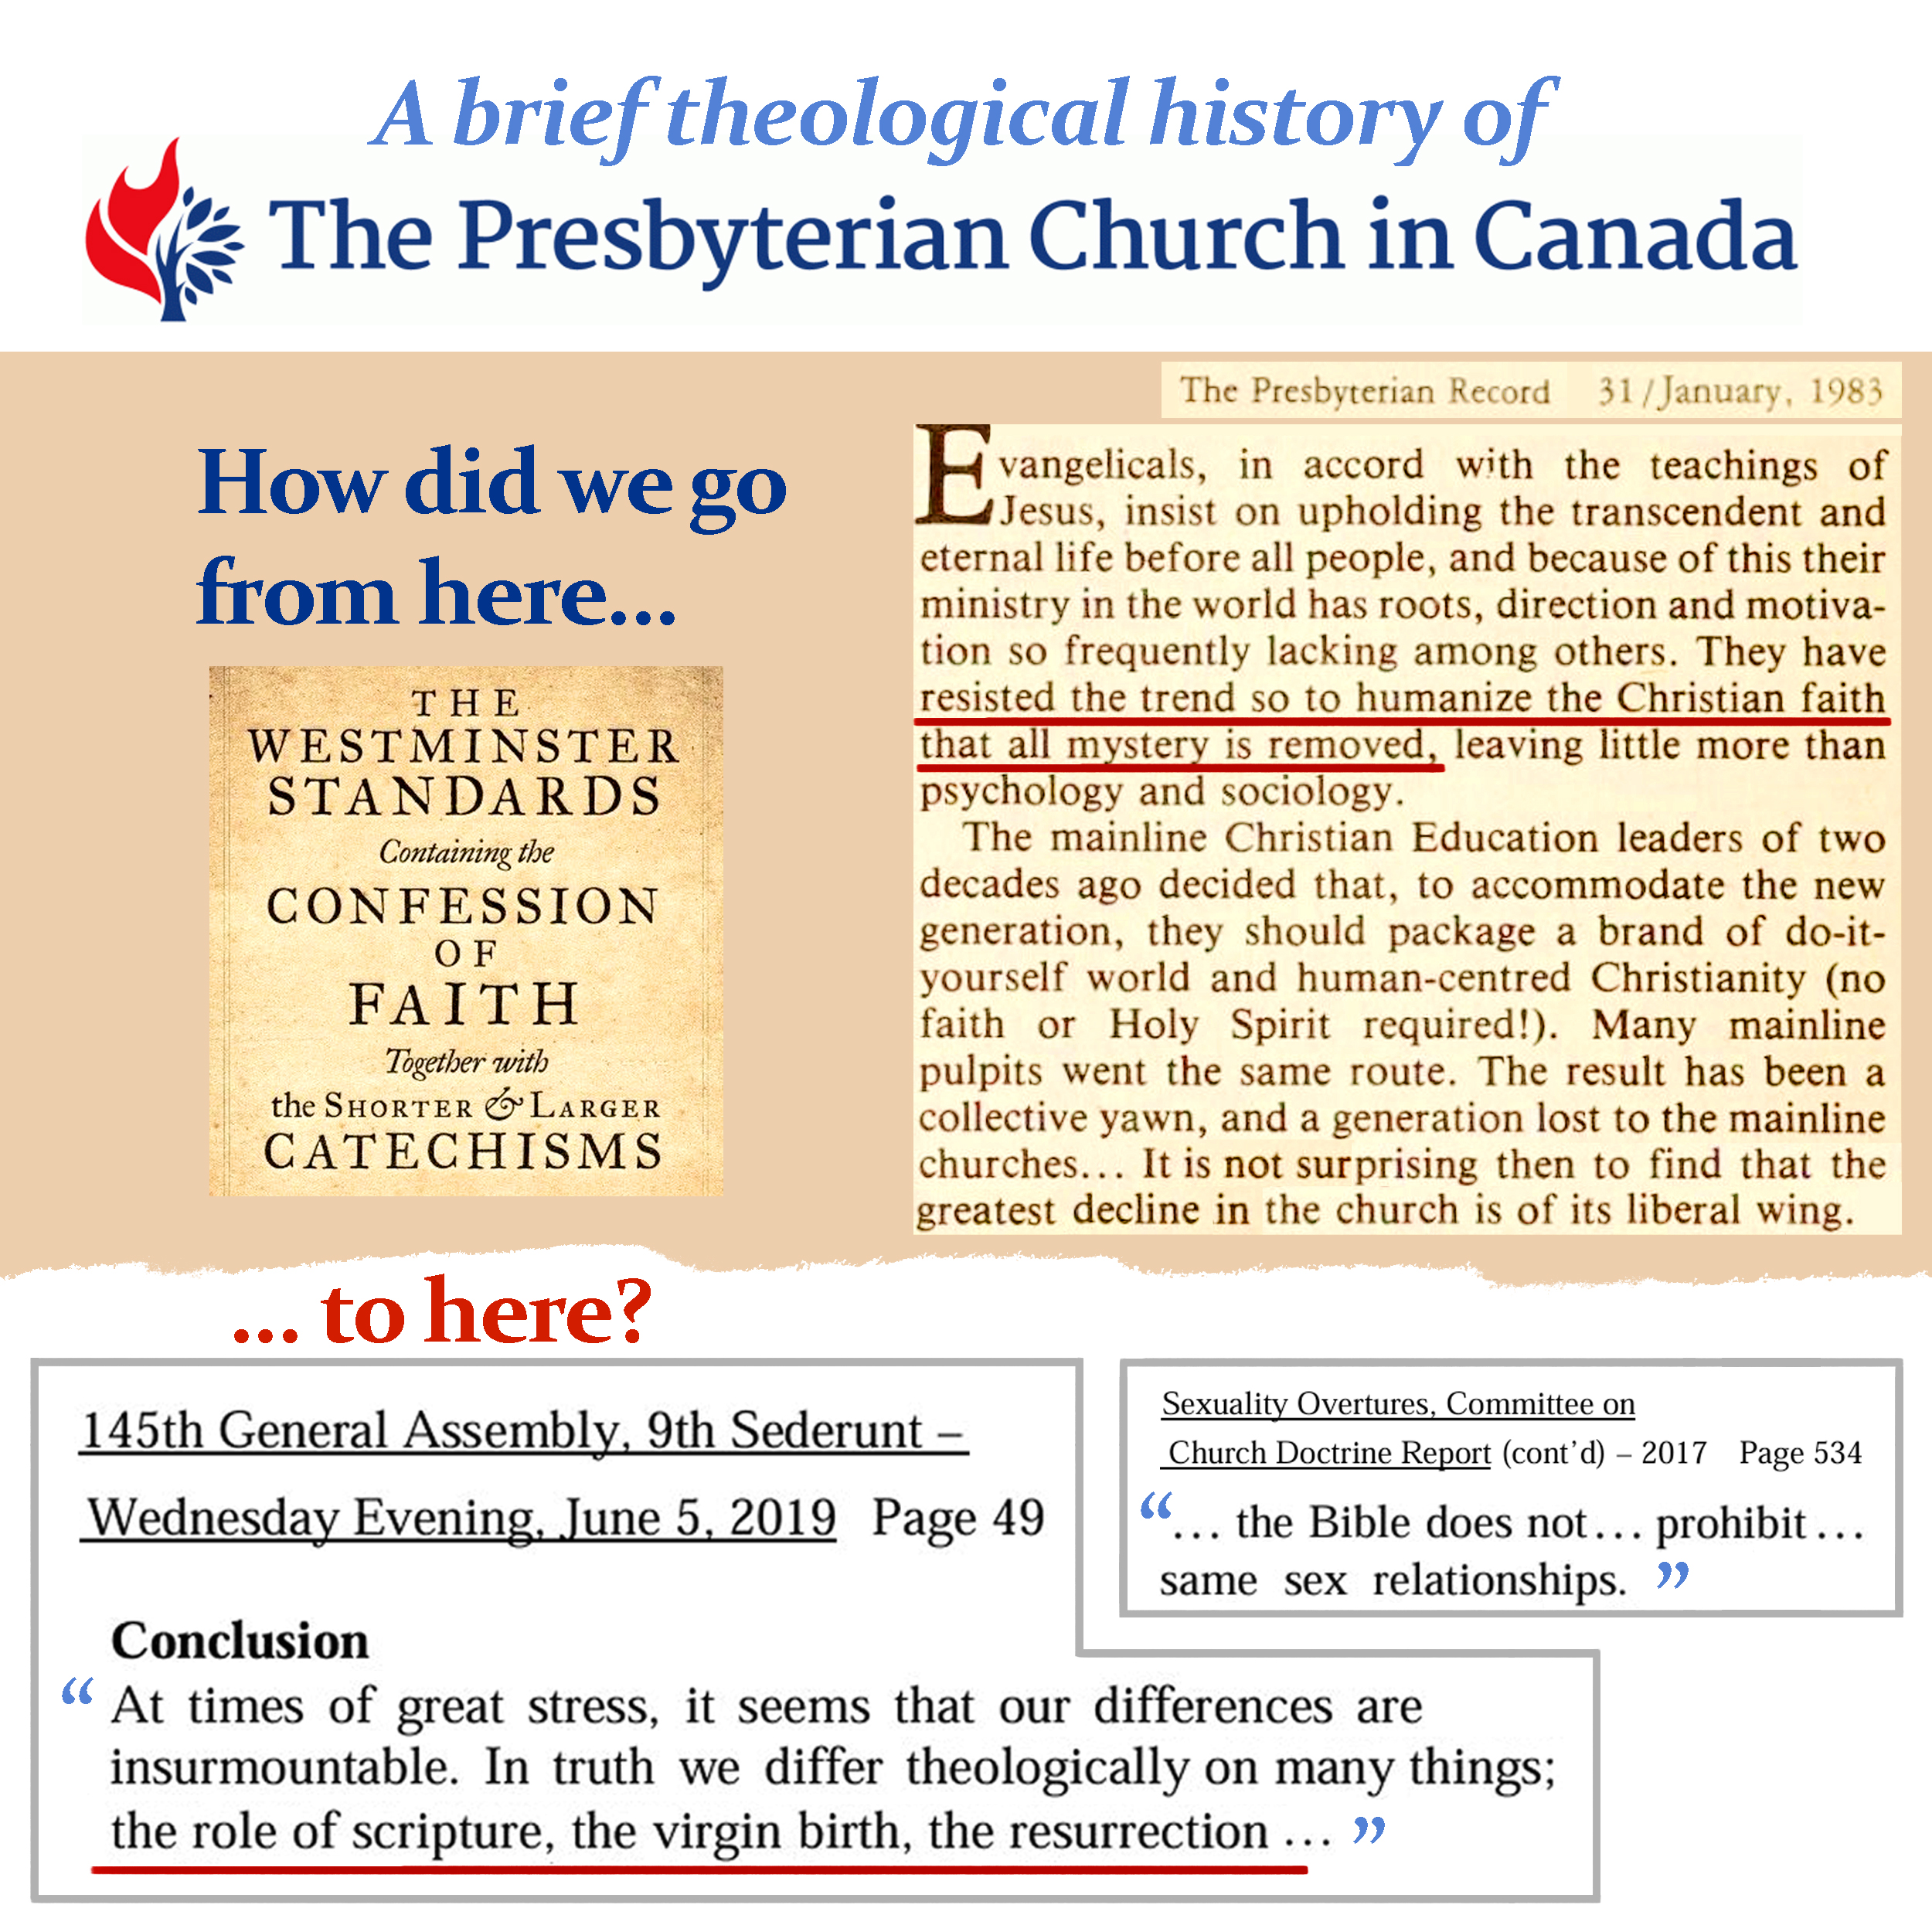 A brief theological history of
The Presbyterian Church in Canada
How did we go
from here...
THE
WESTMINSTER
STANDARDS
Containing the
CONFESSION
OF
FAITH
Together with
the SHORTER & LARGER
CATECHISMS
The Presbyterian Record 31/January, 1983
Evangelicals, in accord with the teachings of
Jesus, insist on upholding the transcendent and
eternal life before all people, and because of this their
ministry in the world has roots, direction and motiva-
tion so frequently lacking among others. They have
resisted the trend so to humanize the Christian faith
that all mystery is removed, leaving little more than
psychology and sociology.
The mainline Christian Education leaders of two
decades ago decided that, to accommodate the new
generation, they should package a brand of do-it-
yourself world and human-centred Christianity (no
faith or Holy Spirit required!). Many mainline
pulpits went the same route. The result has been a
collective yawn, and a generation lost to the mainline
churches... It is not surprising then to find that the
greatest decline in the church is of its liberal wing.
... to here?
145th General Assembly, 9th Sederunt –
Wednesday Evening, June 5, 2019 Page 49
Conclusion
“ At times of great stress, it seems that our differences are
insurmountable. In truth we differ theologically on many things;
the role of scripture, the virgin birth, the resurrection ... ”
Sexuality Overtures, Committee on
Church Doctrine Report (cont’d) – 2017 Page 534
“... the Bible does not... prohibit...
same sex relationships. ”